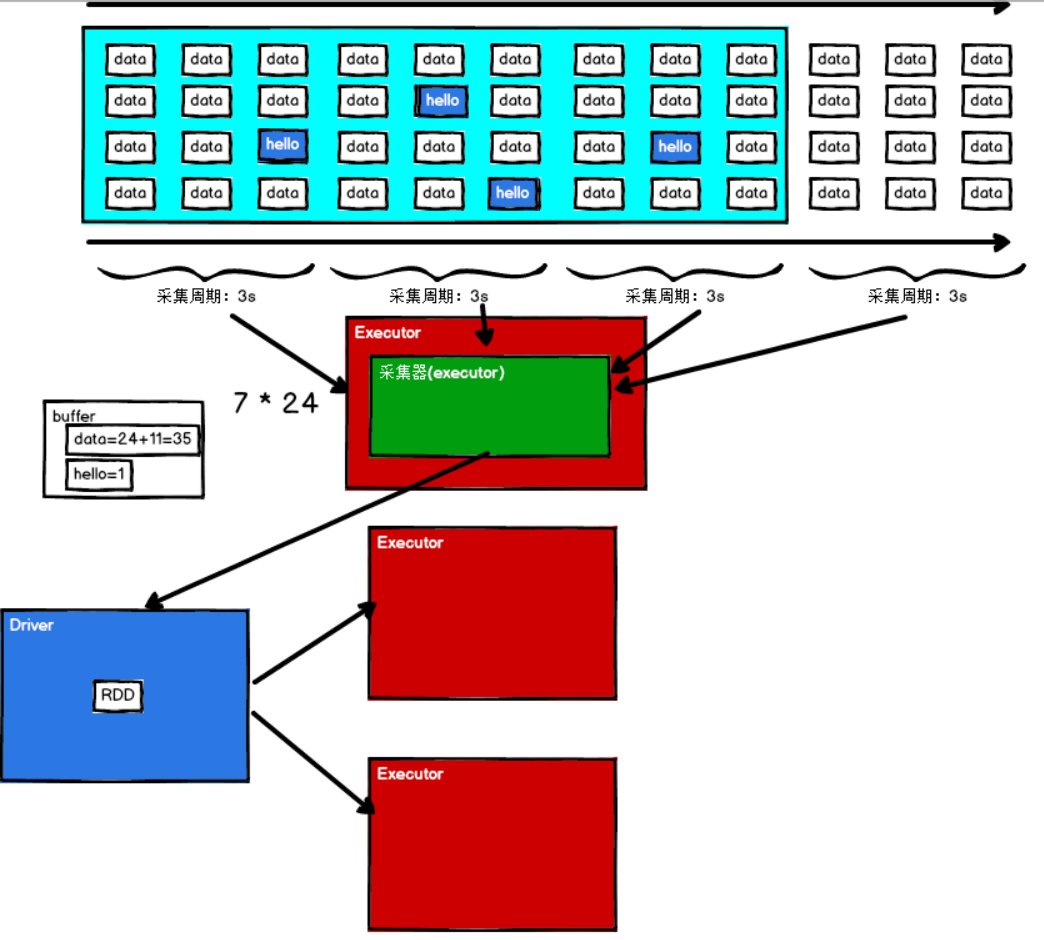 data data data data data data data data data data data data
data data data data hello data data data data data data data
data data hello data data data data hello data data data data
data data data data data hello data data data data data data
采集周期：3s 采集周期：3s 采集周期：3s 采集周期：3s
Executor
采集器(executor)
7 * 24
buffer
data=24+11=35
hello=1
Executor
Driver
RDD
Executor